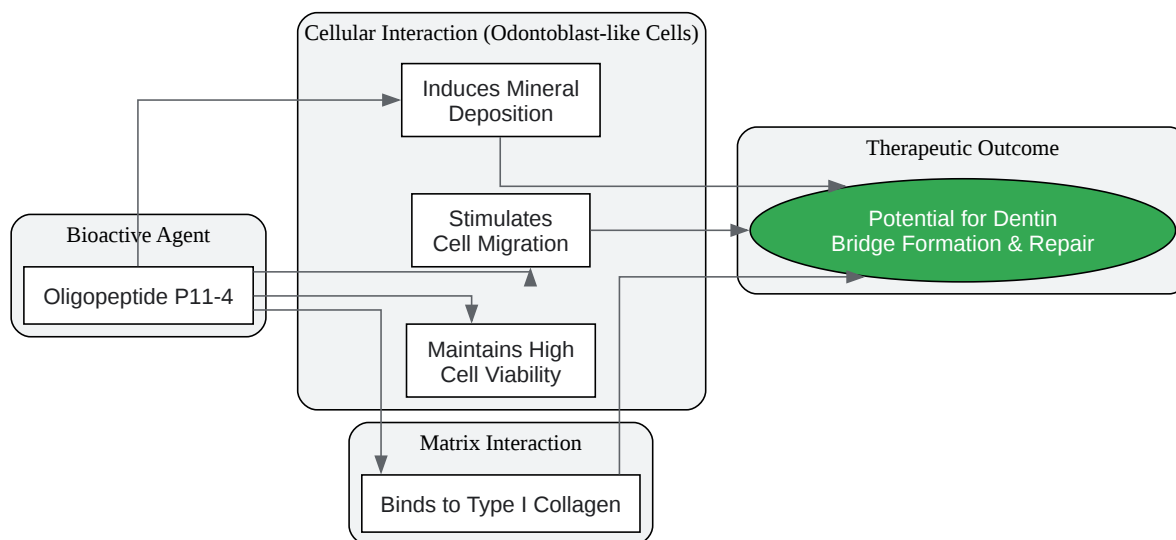 Cellular Interaction (Odontoblast-like Cells)
Induces Mineral
Deposition
Stimulates
Cell Migration
Maintains High
Cell Viability
Bioactive Agent
Oligopeptide P11-4
Matrix Interaction
Binds to Type I Collagen
Therapeutic Outcome
Potential for Dentin
Bridge Formation & Repair